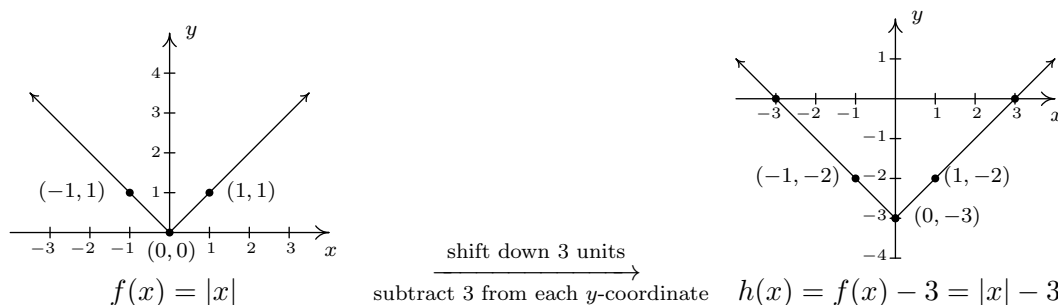 y
4
3
2
1
(−1, 1)
(1, 1)
−3 −2 −1
(0, 0)
1 2 3
x
f(x) = |x|
shift down 3 units
subtract 3 from each y-coordinate
y
1
−3 −2 −1
1 2 3
x
−1
(−1, −2)
−2
(1, −2)
−3
(0, −3)
−4
h(x) = f(x) − 3 = |x| − 3